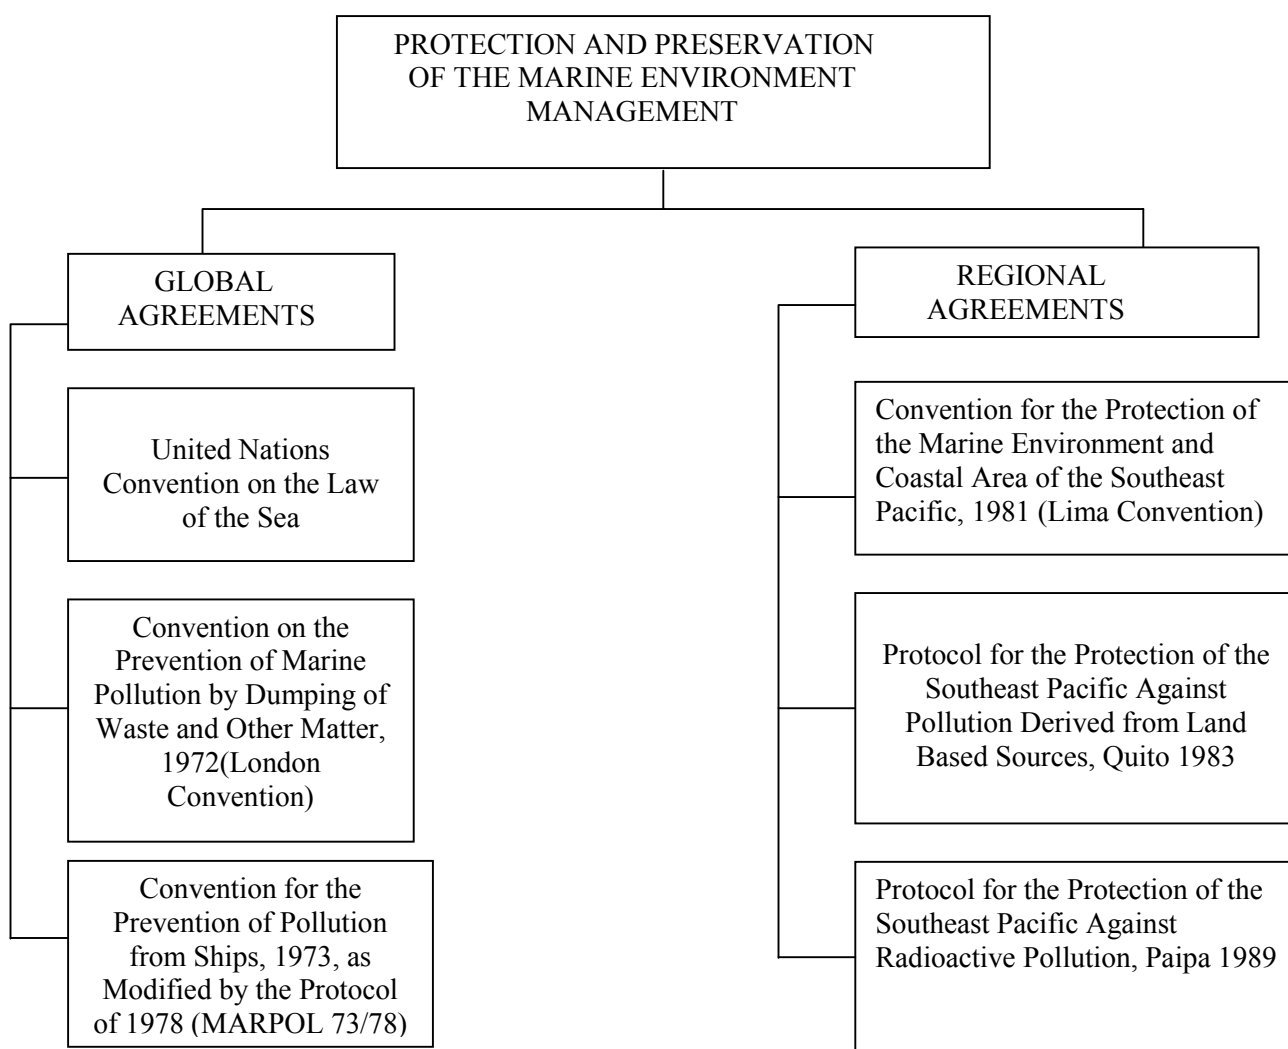 PROTECTION AND PRESERVATION
OF THE MARINE ENVIRONMENT
MANAGEMENT
GLOBAL
AGREEMENTS
United Nations
Convention on the Law
of the Sea
Convention on the
Prevention of Marine
Pollution by Dumping of
Waste and Other Matter,
1972(London
Convention)
Convention for the
Prevention of Pollution
from Ships, 1973, as
Modified by the Protocol
of 1978 (MARPOL 73/78)
REGIONAL
AGREEMENTS
Convention for the Protection of
the Marine Environment and
Coastal Area of the Southeast
Pacific, 1981 (Lima Convention)
Protocol for the Protection of the
Southeast Pacific Against
Pollution Derived from Land
Based Sources, Quito 1983
Protocol for the Protection of the
Southeast Pacific Against
Radioactive Pollution, Paipa 1989